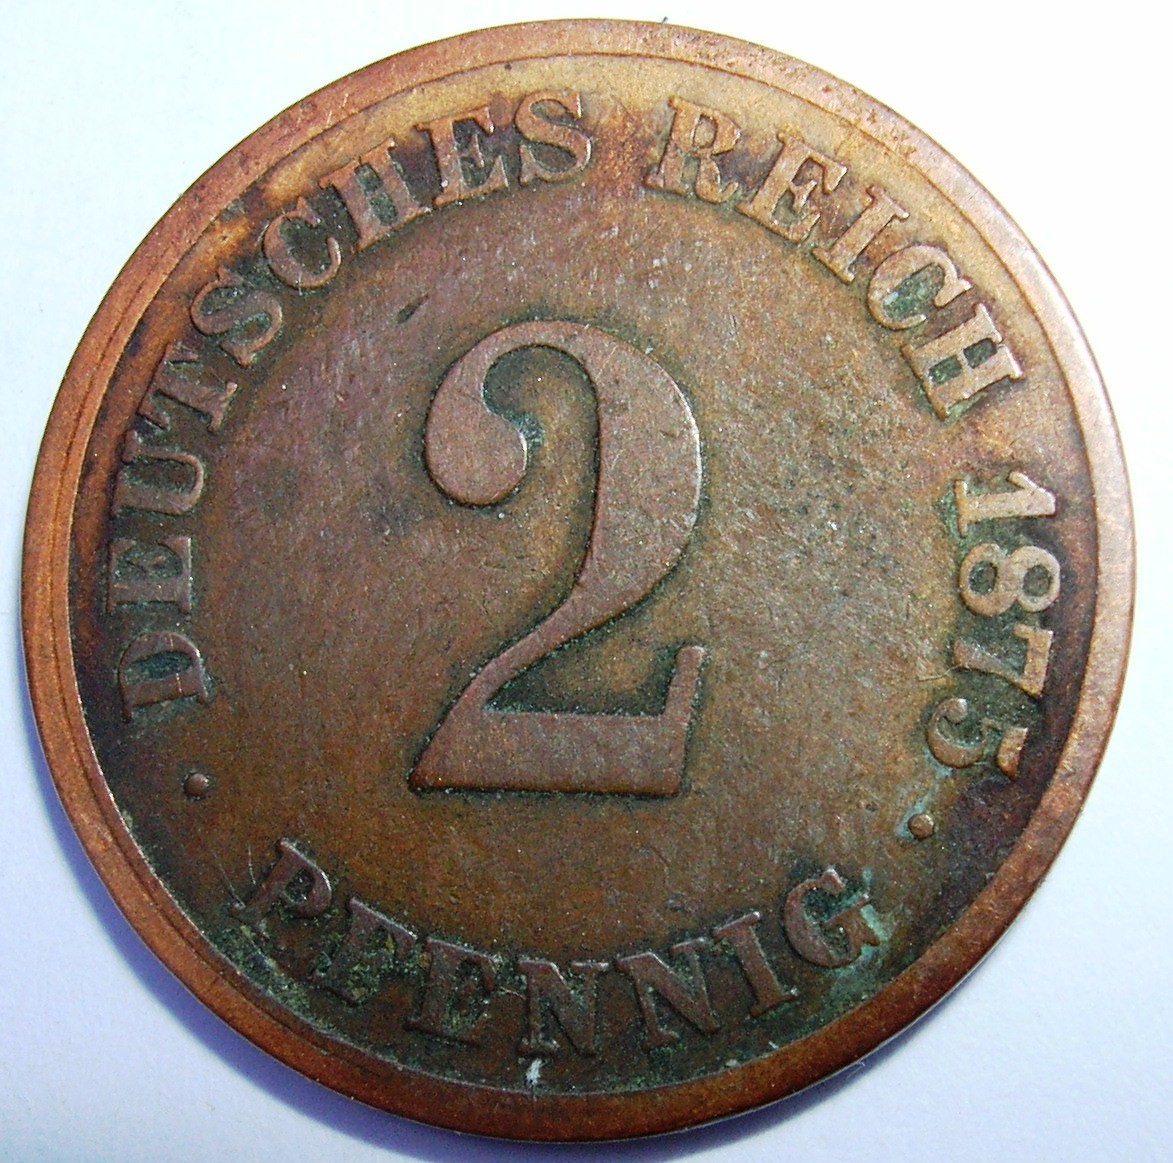 DEUTSCHES REICH 1875
2
· PFENNIG ·